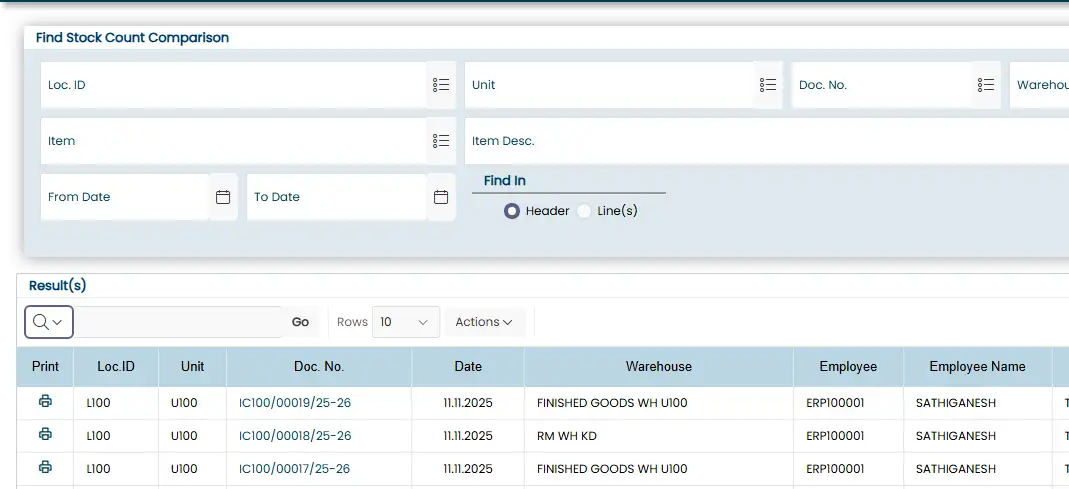 Find Stock Count Comparison
Loc. ID Unit Doc. No. Warehou
Item Item Desc.
From Date To Date Find In
Header Line(s)
Result(s)
Go Rows 10 Actions
Print Loc.ID Unit Doc. No. Date Warehouse Employee Employee Name
L100 U100 IC100/00019/25-26 11.11.2025 FINISHED GOODS WH U100 ERP100001 SATHIGANESH
L100 U100 IC100/00018/25-26 11.11.2025 RM WH KD ERP100001 SATHIGANESH
L100 U100 IC100/00017/25-26 11.11.2025 FINISHED GOODS WH U100 ERP100001 SATHIGANESH